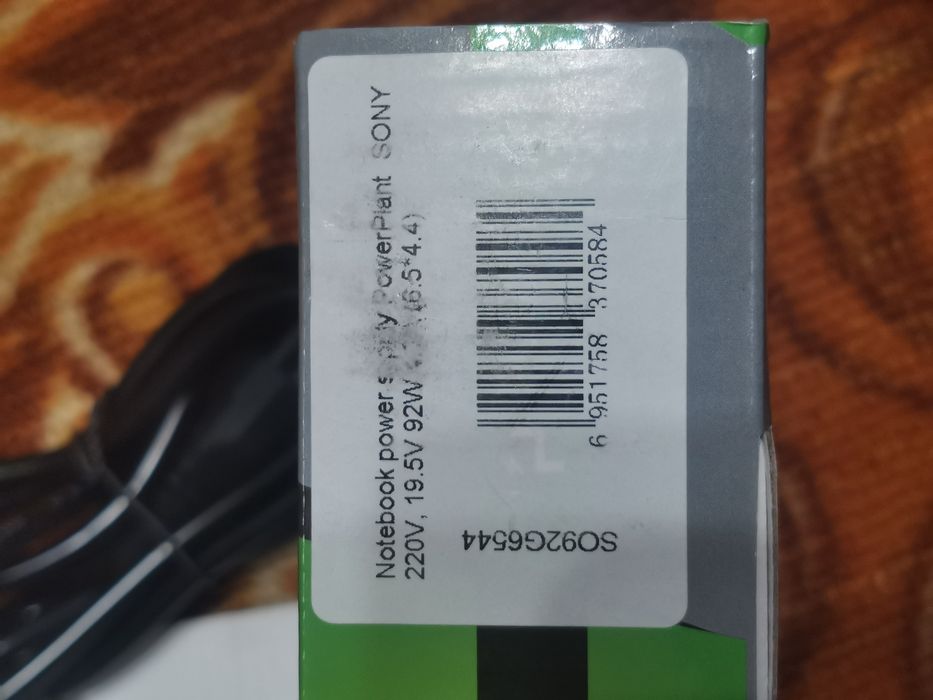 Notebook power supply PowerPlant SONY
220V, 19.5V 92W (6.5*4.4)
6 951758 370584
SO92G6544